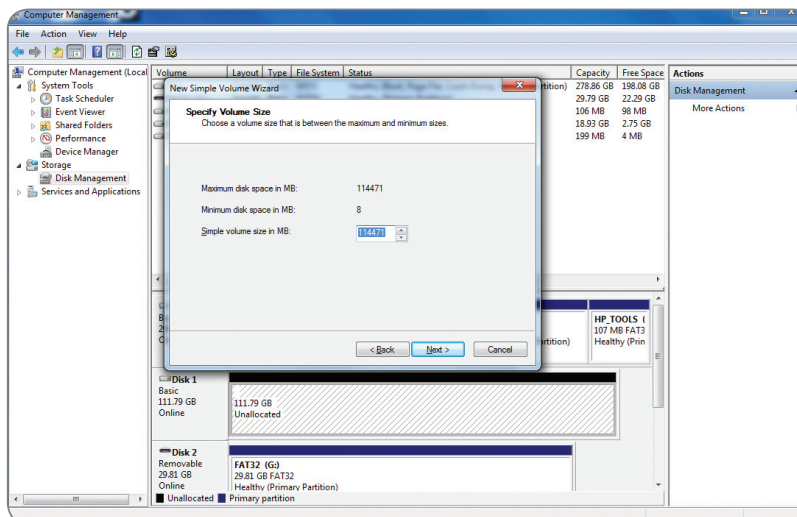 Computer Management
File Action View Help
Computer Management (Local
System Tools
Task Scheduler
Event Viewer
Shared Folders
Performance
Device Manager
Storage
Disk Management
Services and Applications
Volume Layout Type File System Status Capacity Free Space
rtition) 278.86 GB 198.08 GB
29.79 GB 22.29 GB
106 MB 98 MB
18.93 GB 2.75 GB
199 MB 4 MB
Actions
Disk Management
More Actions
New Simple Volume Wizard
Specify Volume Size
Choose a volume size that is between the maximum and minimum sizes.
Maximum disk space in MB: 114471
Minimum disk space in MB: 8
Simple volume size in MB: 114471
< Back Next > Cancel
artition)
HP_TOOLS (
107 MB FAT3
Healthy (Prin
Disk 1
Basic
111.79 GB
Online
111.79 GB
Unallocated
Disk 2
Removable
29.81 GB
Online
FAT32 (G:)
29.81 GB FAT32
Healthy (Primary Partition)
Unallocated Primary partition